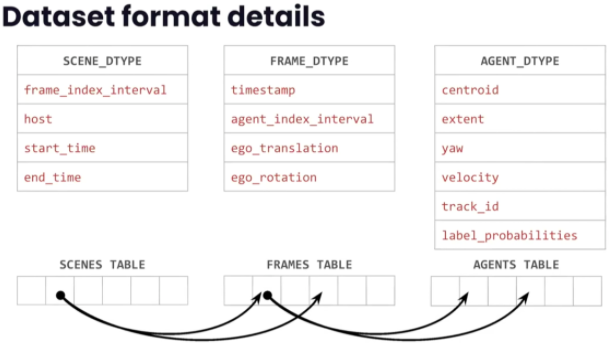 Dataset format details
SCENE_DTYPE
frame_index_interval
host
start_time
end_time
FRAME_DTYPE
timestamp
agent_index_interval
ego_translation
ego_rotation
AGENT_DTYPE
centroid
extent
yaw
velocity
track_id
label_probabilities
SCENES TABLE
FRAMES TABLE
AGENTS TABLE